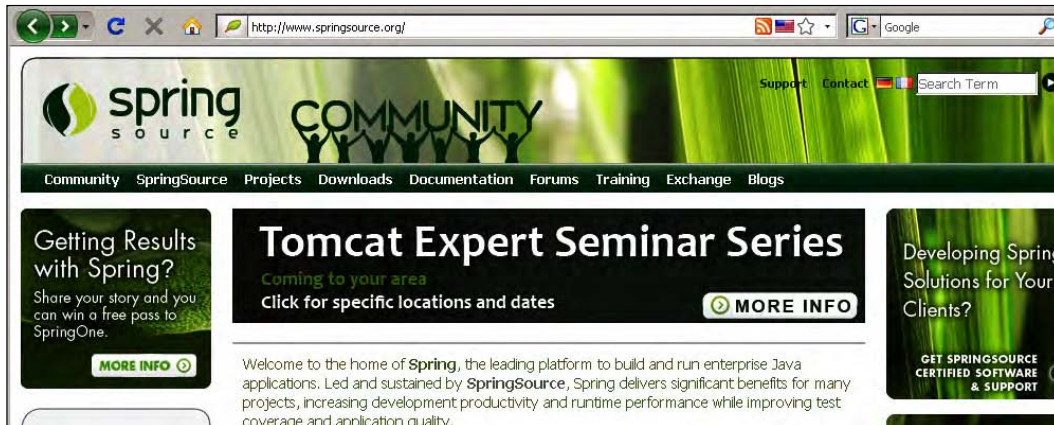 http://www.springsource.org/
Google
spring
source
COMMUNITY
Support Contact Search Term
Community SpringSource Projects Downloads Documentation Forums Training Exchange Blogs
Getting Results
with Spring?
Share your story and you
can win a free pass to
SpringOne.
MORE INFO
Tomcat Expert Seminar Series
Coming to your area
Click for specific locations and dates
MORE INFO
Welcome to the home of Spring, the leading platform to build and run enterprise Java
applications. Led and sustained by SpringSource, Spring delivers significant benefits for many
projects, increasing development productivity and runtime performance while improving test
coverage and application quality.
Developing Spring
Solutions for Your
Clients?
GET SPRINGSOURCE
CERTIFIED SOFTWARE
& SUPPORT